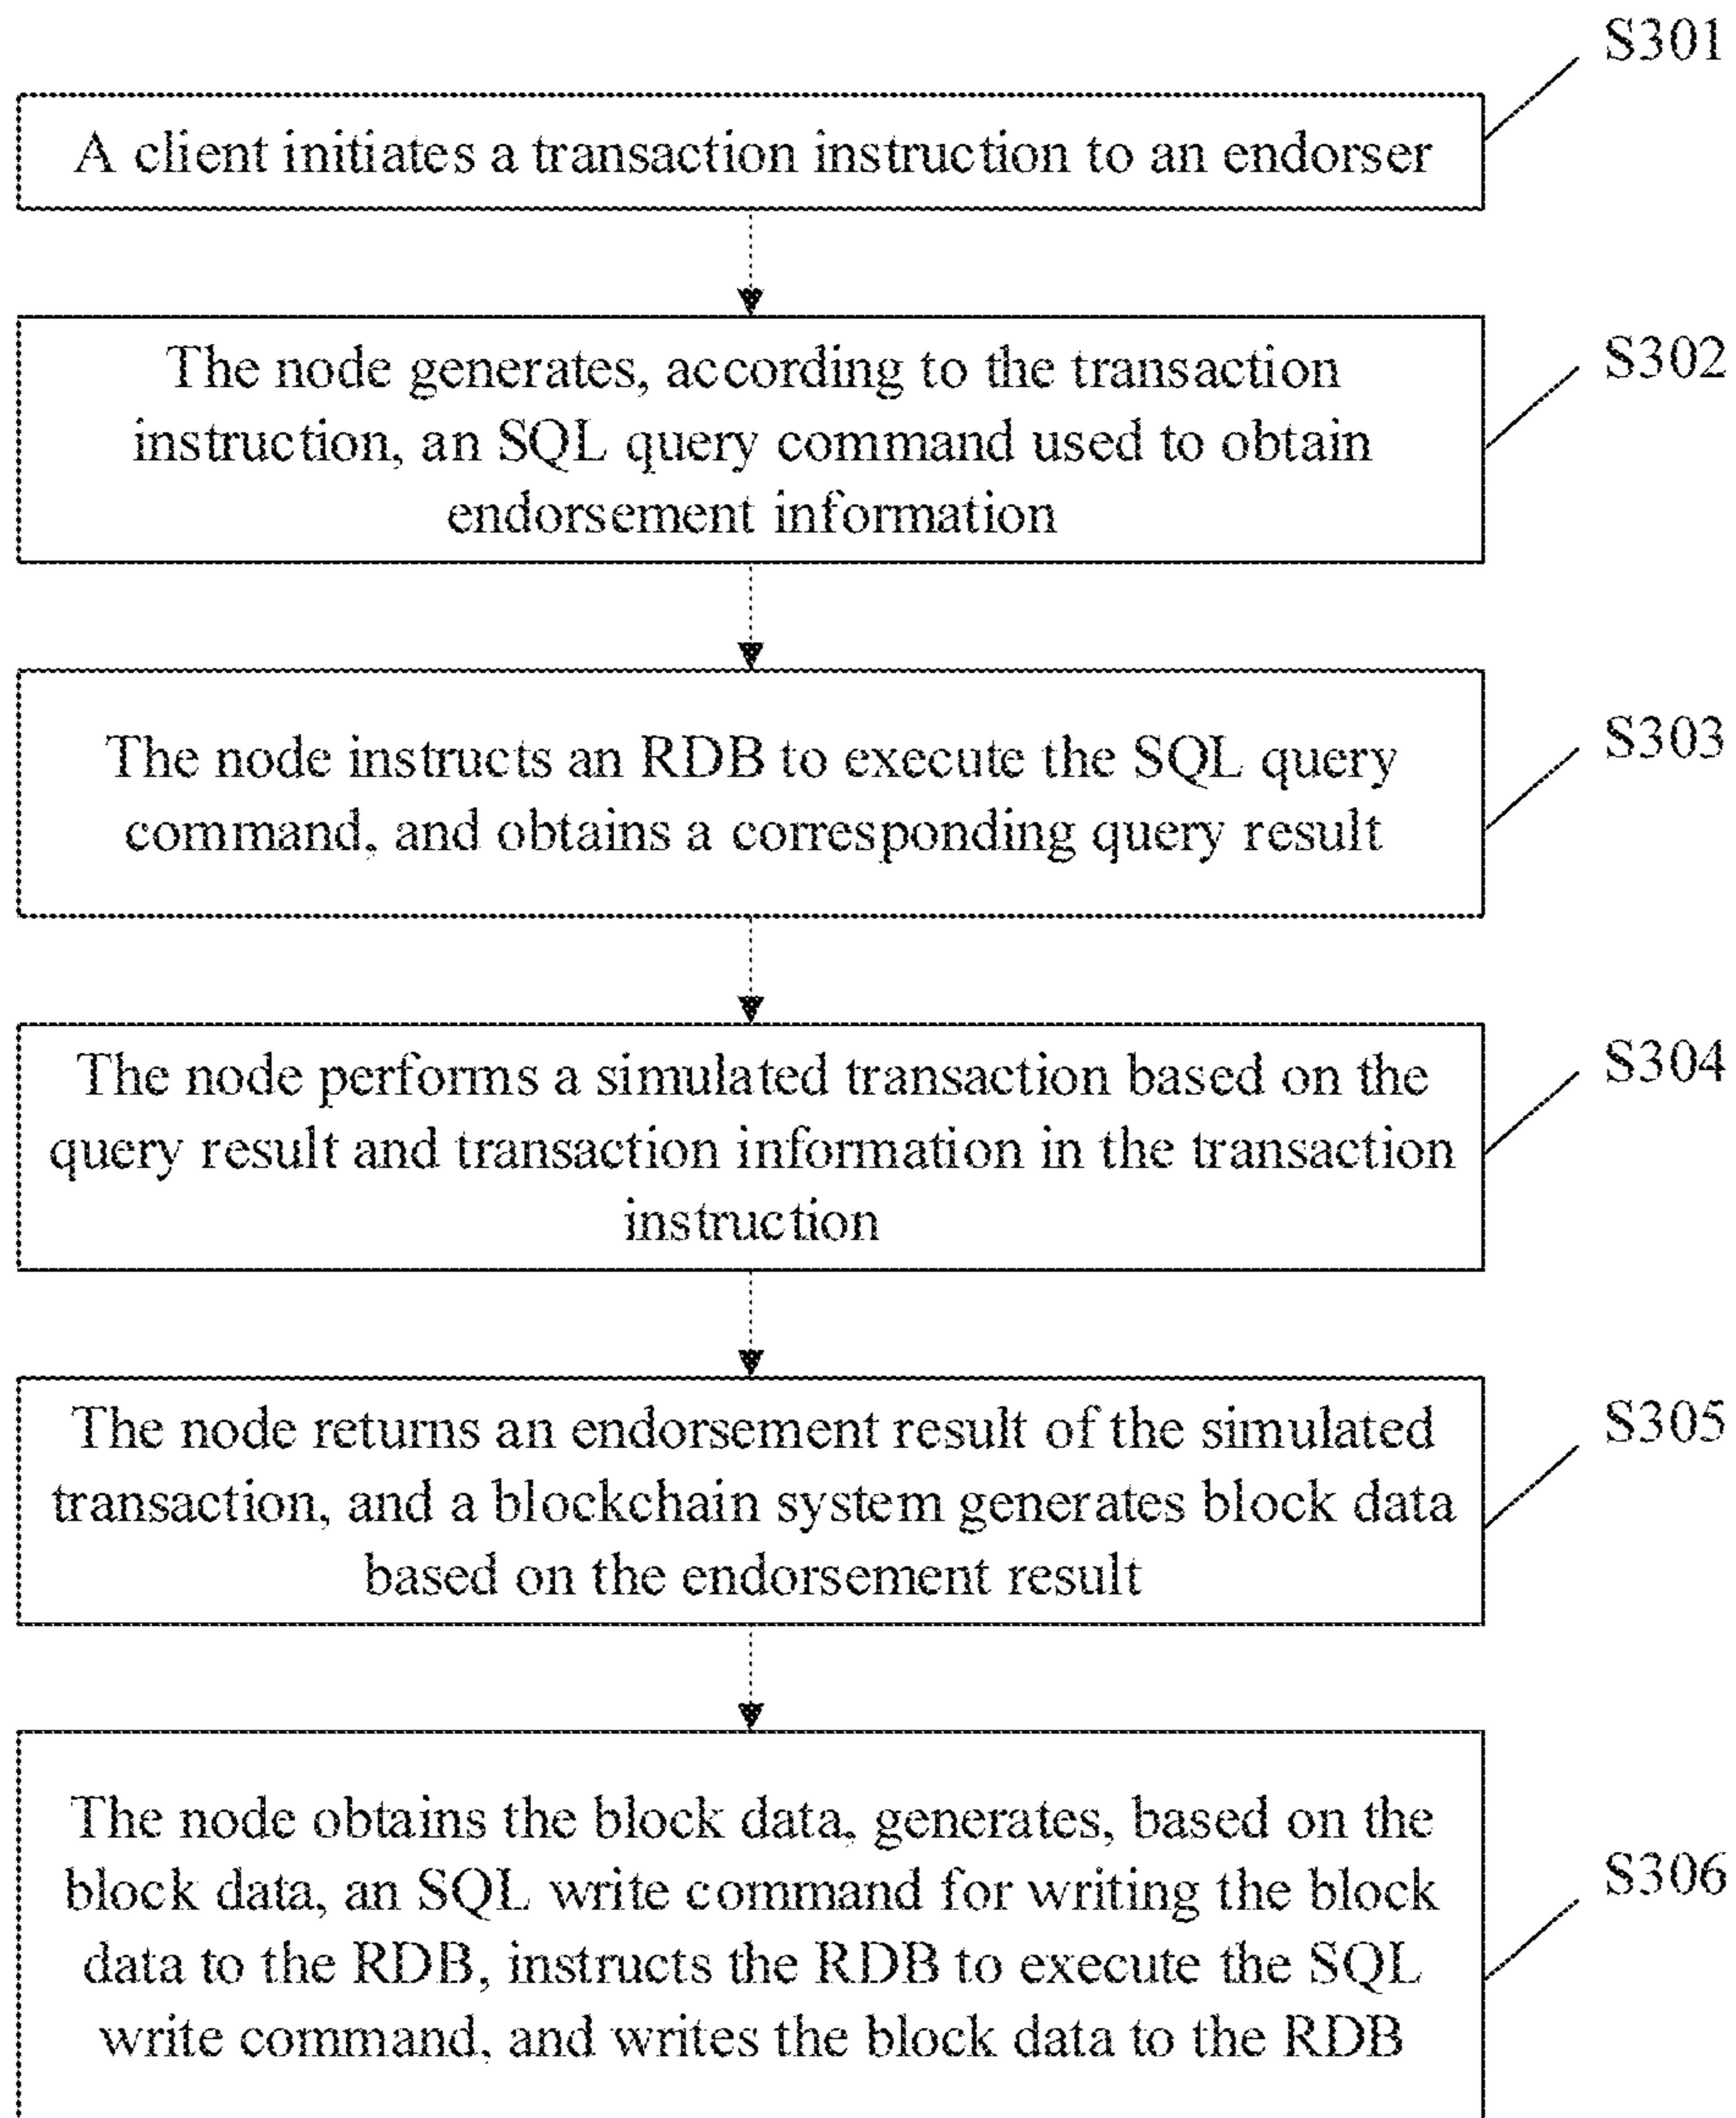 S301
A client initiates a transaction instruction to an endorser
S302
The node generates, according to the transaction
instruction, an SQL query command used to obtain
endorsement information
S303
The node instructs an RDB to execute the SQL query
command, and obtains a corresponding query result
S304
The node performs a simulated transaction based on the
query result and transaction information in the transaction
instruction
S305
The node returns an endorsement result of the simulated
transaction, and a blockchain system generates block data
based on the endorsement result
S306
The node obtains the block data, generates, based on the
block data, an SQL write command for writing the block
data to the RDB, instructs the RDB to execute the SQL
write command, and writes the block data to the RDB